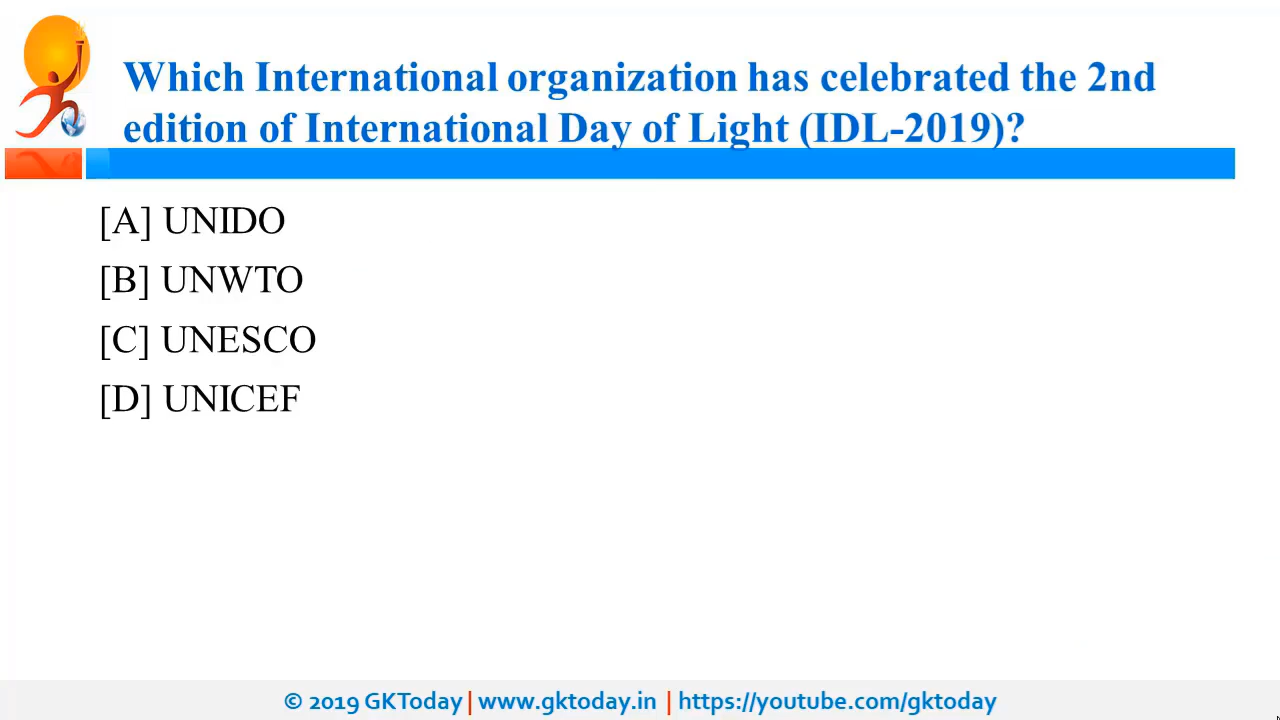 Which International organization has celebrated the 2nd
edition of International Day of Light (IDL-2019)?
[A] UNIDO
[B] UNWTO
[C] UNESCO
[D] UNICEF
© 2019 GKToday | www.gktoday.in | https://youtube.com/gktoday